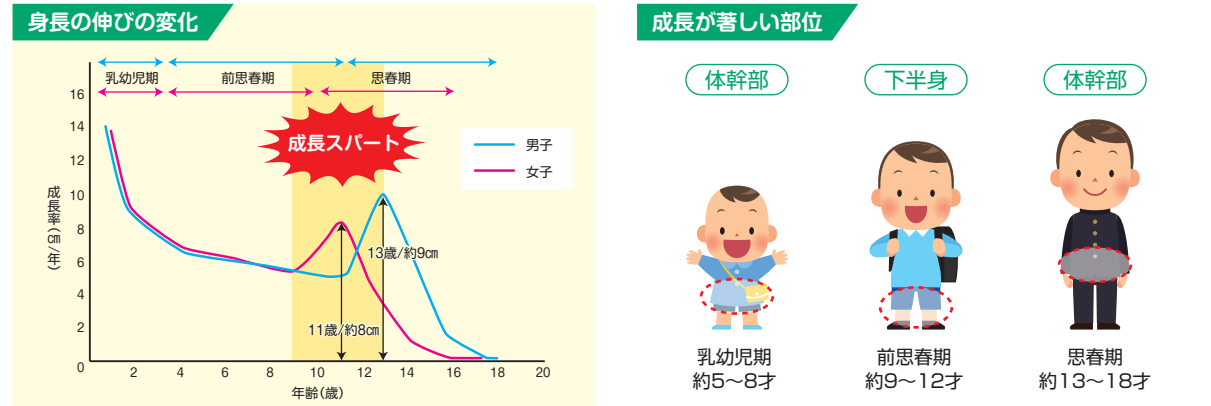 身長の伸びの変化
乳幼児期
前思春期
思春期
成長スパート
男子
女子
成長率(㎝/年)
16
14
12
10
8
6
4
2
0
13歳/約9㎝
11歳/約8㎝
2 4 6 8 10 12 14 16 18 20
年齢(歳)
成長が著しい部位
体幹部
下半身
体幹部
乳幼児期
約5〜8才
前思春期
約9〜12才
思春期
約13〜18才